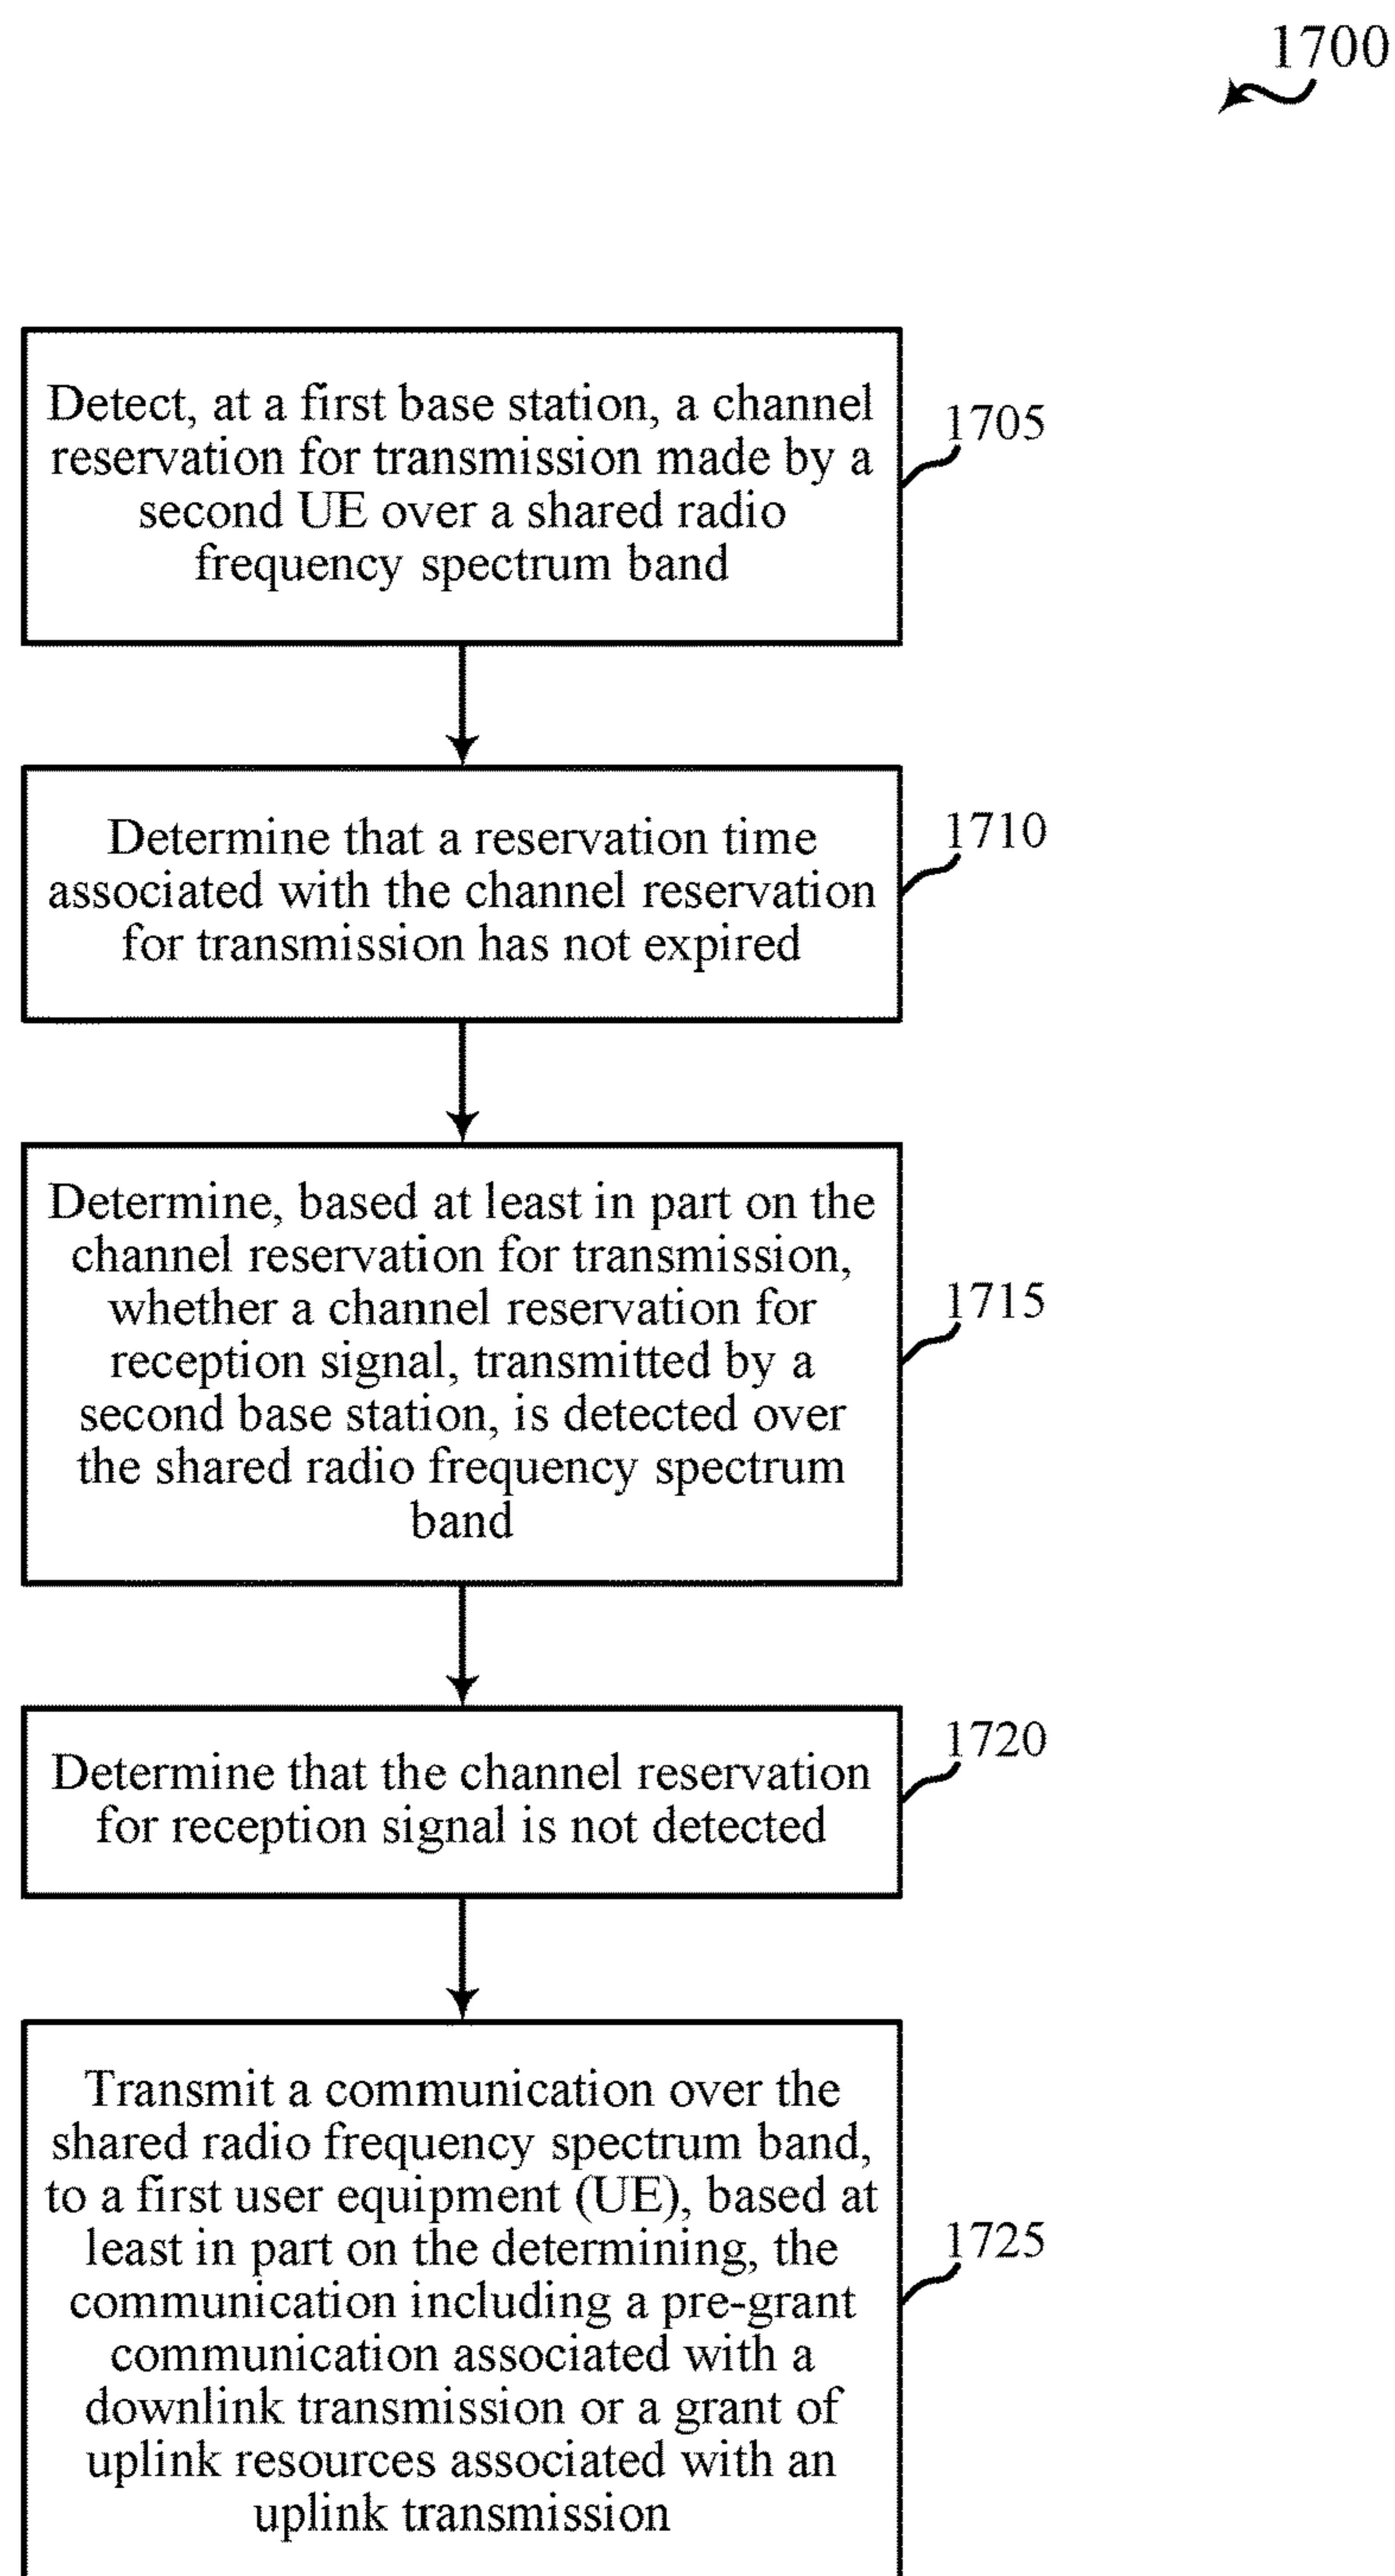 1700
Detect, at a first base station, a channel
reservation for transmission made by a
second UE over a shared radio
frequency spectrum band
1705
Determine that a reservation time
associated with the channel reservation
for transmission has not expired
1710
Determine, based at least in part on the
channel reservation for transmission,
whether a channel reservation for
reception signal, transmitted by a
second base station, is detected over
the shared radio frequency spectrum
band
1715
Determine that the channel reservation
for reception signal is not detected
1720
Transmit a communication over the
shared radio frequency spectrum band,
to a first user equipment (UE), based at
least in part on the determining, the
communication including a pre-grant
communication associated with a
downlink transmission or a grant of
uplink resources associated with an
uplink transmission
1725